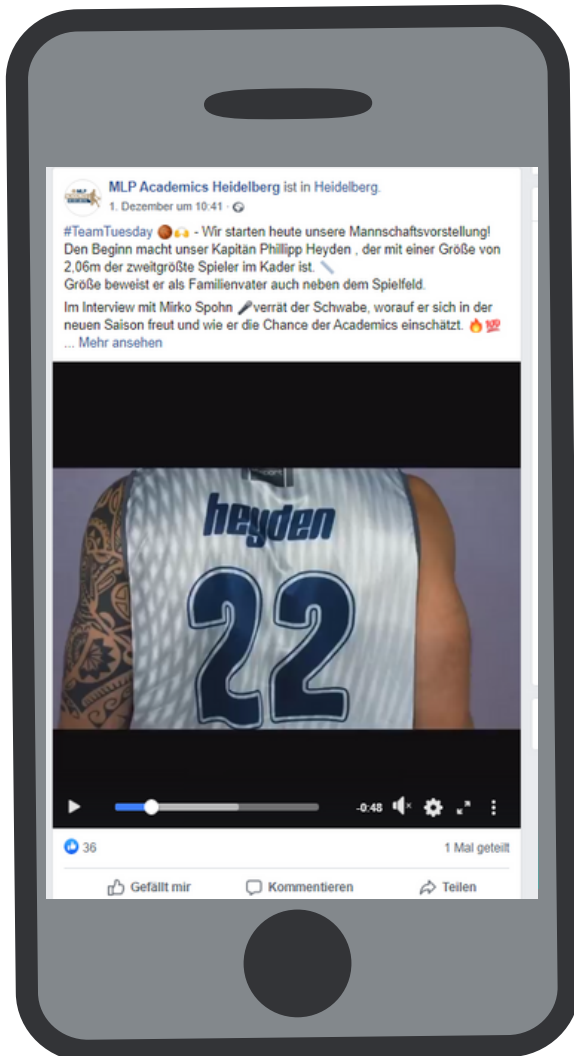 MLP Academics Heidelberg ist in Heidelberg.
1. Dezember um 10:41 ·
#TeamTuesday 🏀🙌 - Wir starten heute unsere Mannschaftsvorstellung!
Den Beginn macht unser Kapitän Phillipp Heyden , der mit einer Größe von
2,06m der zweitgrößte Spieler im Kader ist. 📏
Größe beweist er als Familienvater auch neben dem Spielfeld.
Im Interview mit Mirko Spohn 🎤verrät der Schwabe, worauf er sich in der
neuen Saison freut und wie er die Chance der Academics einschätzt. 🔥💯
... Mehr ansehen
heyden
22
-0:48
36
1 Mal geteilt
Gefällt mir
Kommentieren
Teilen